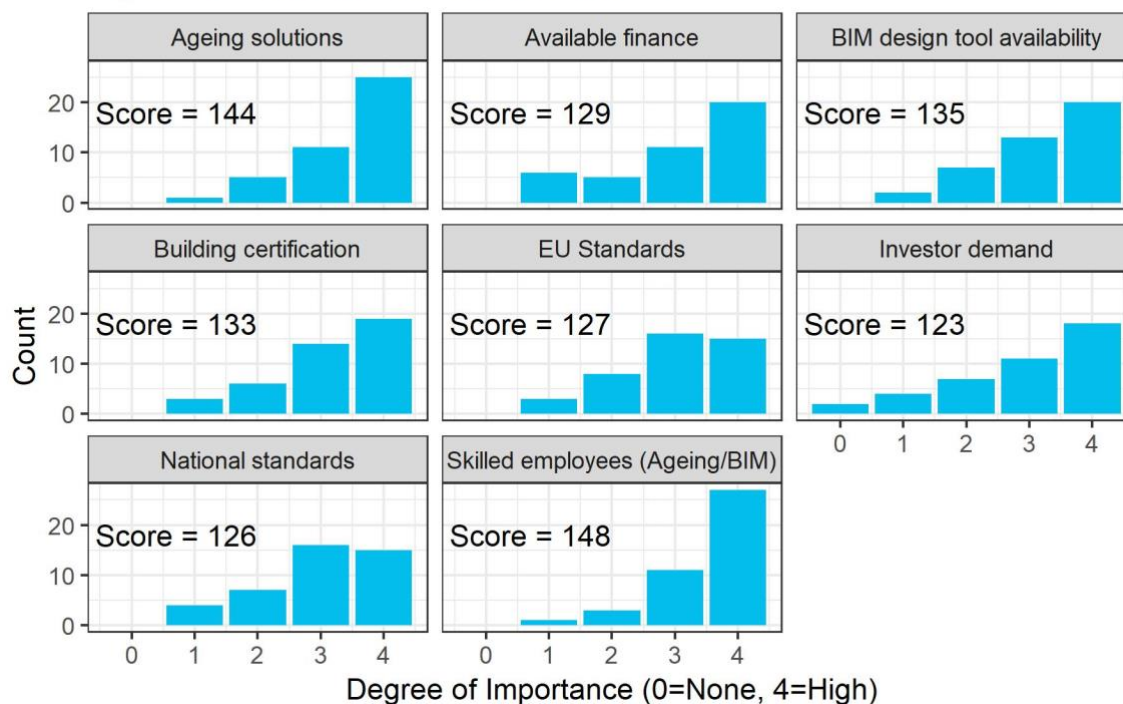 Ageing solutions
Available finance
BIM design tool availability
20
10
0
Score = 144
Score = 129
Score = 135
Building certification
EU Standards
Investor demand
Count
20
10
0
Score = 133
Score = 127
Score = 123
0 1 2 3 4
National standards
Skilled employees (Ageing/BIM)
20
10
0
Score = 126
Score = 148
0 1 2 3 4
0 1 2 3 4
Degree of Importance (0=None, 4=High)